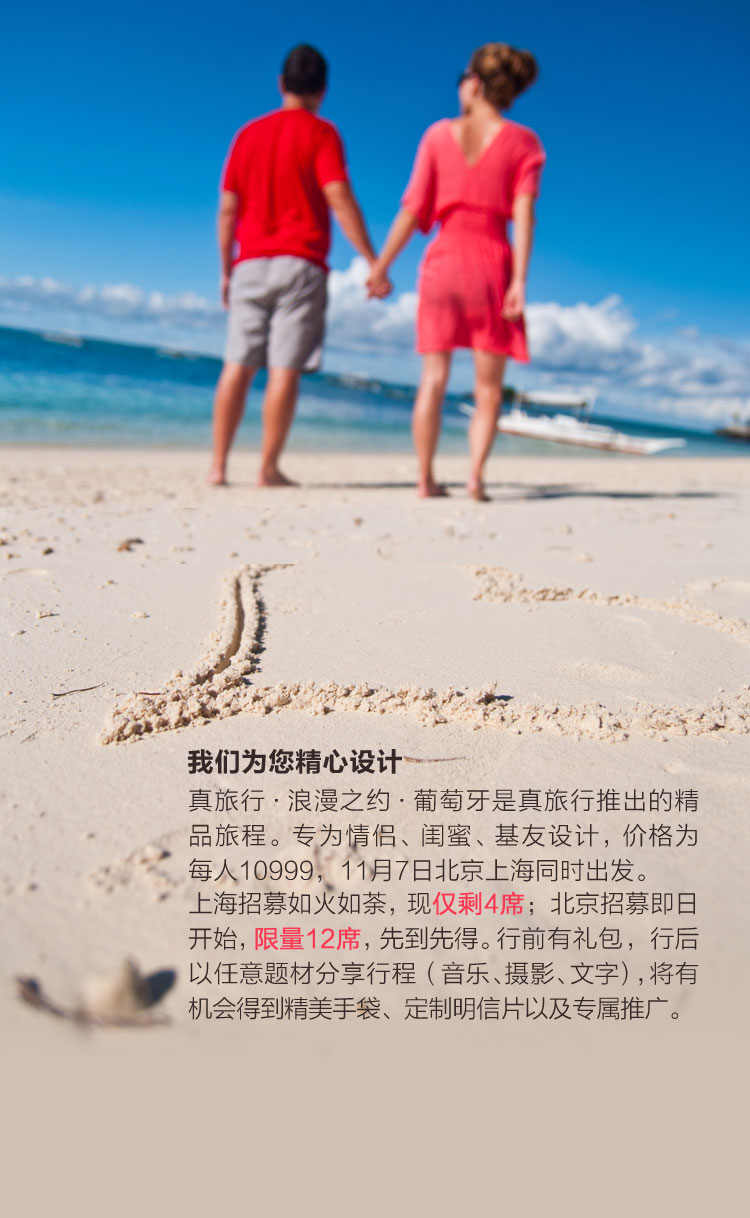 我们为您精心设计
真旅行·浪漫之约·葡萄牙是真旅行推出的精
品旅程。专为情侣、闺蜜、基友设计，价格为
每人10999，11月7日北京上海同时出发。
上海招募如火如荼，现仅剩4席；北京招募即日
开始，限量12席，先到先得。行前有礼包，行后
以任意题材分享行程（音乐、摄影、文字），将有
机会得到精美手袋、定制明信片以及专属推广。